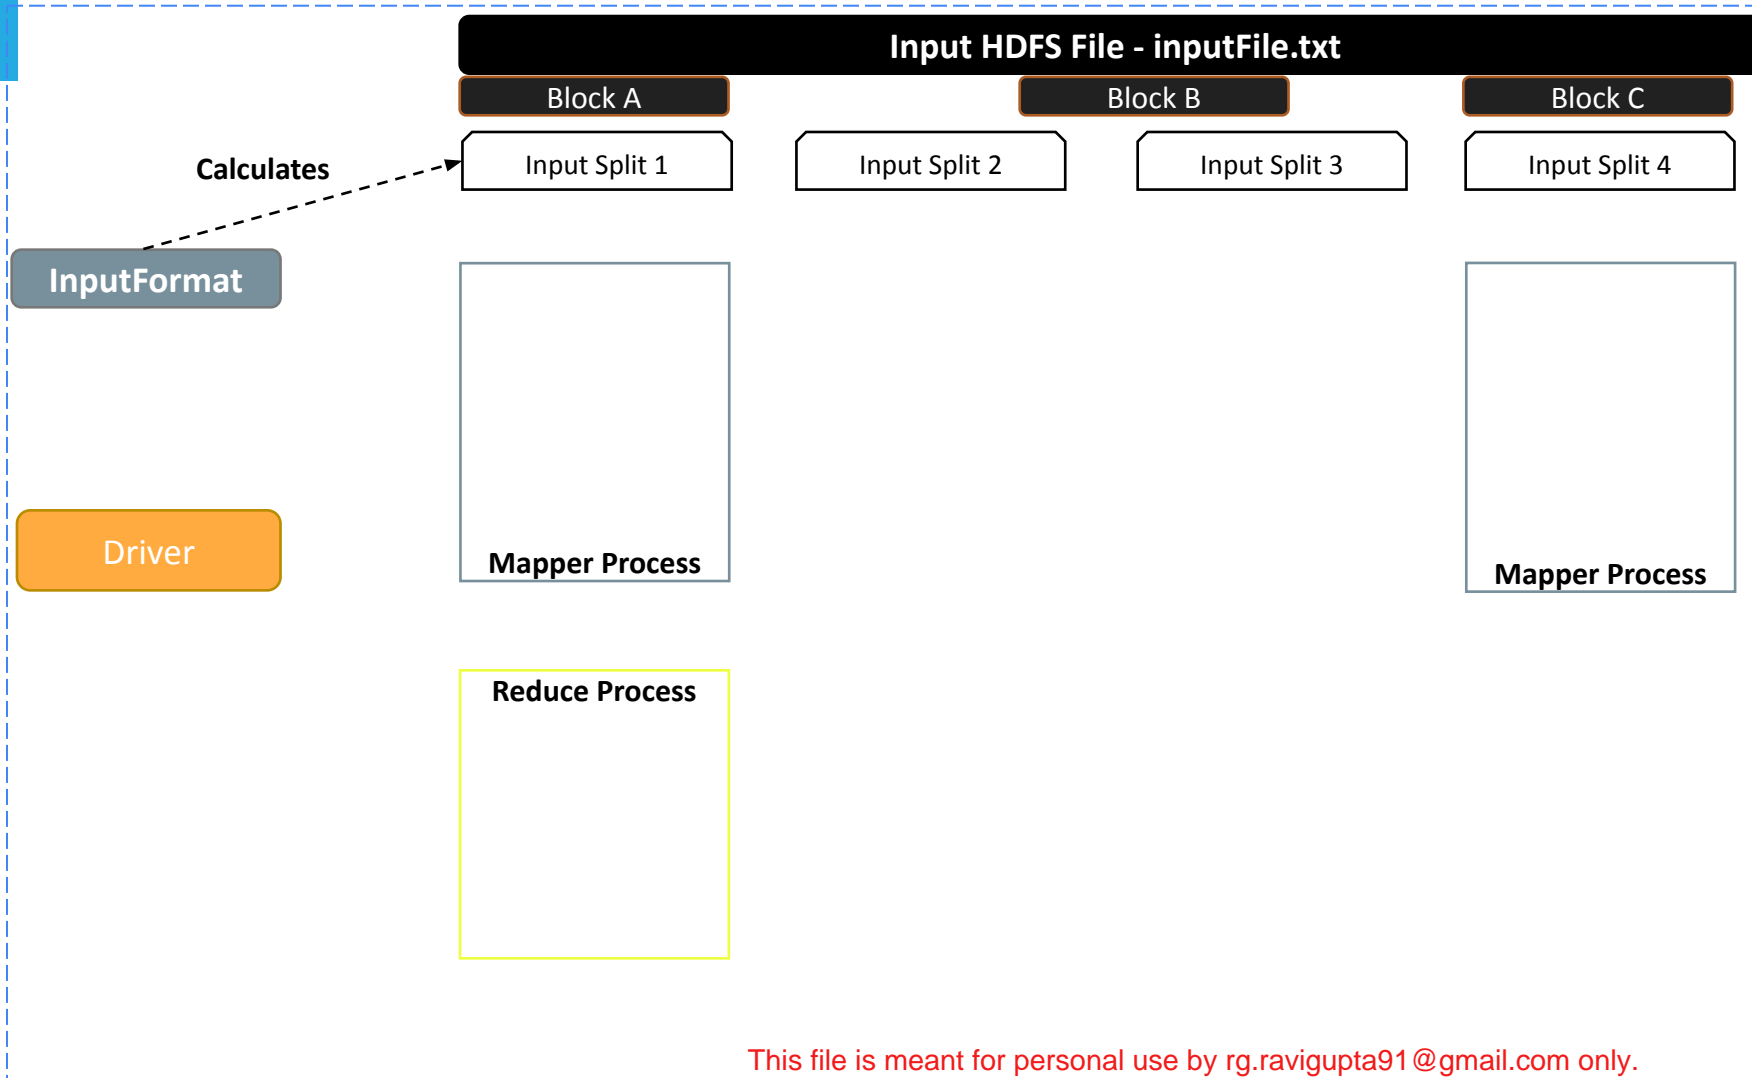 Input HDFS File - inputFile.txt
Block A
Block B
Block C
Input Split 1
Input Split 2
Input Split 3
Input Split 4
Calculates
InputFormat
Driver
Mapper Process
Mapper Process
Reduce Process
This file is meant for personal use by rg.ravigupta91@gmail.com only.